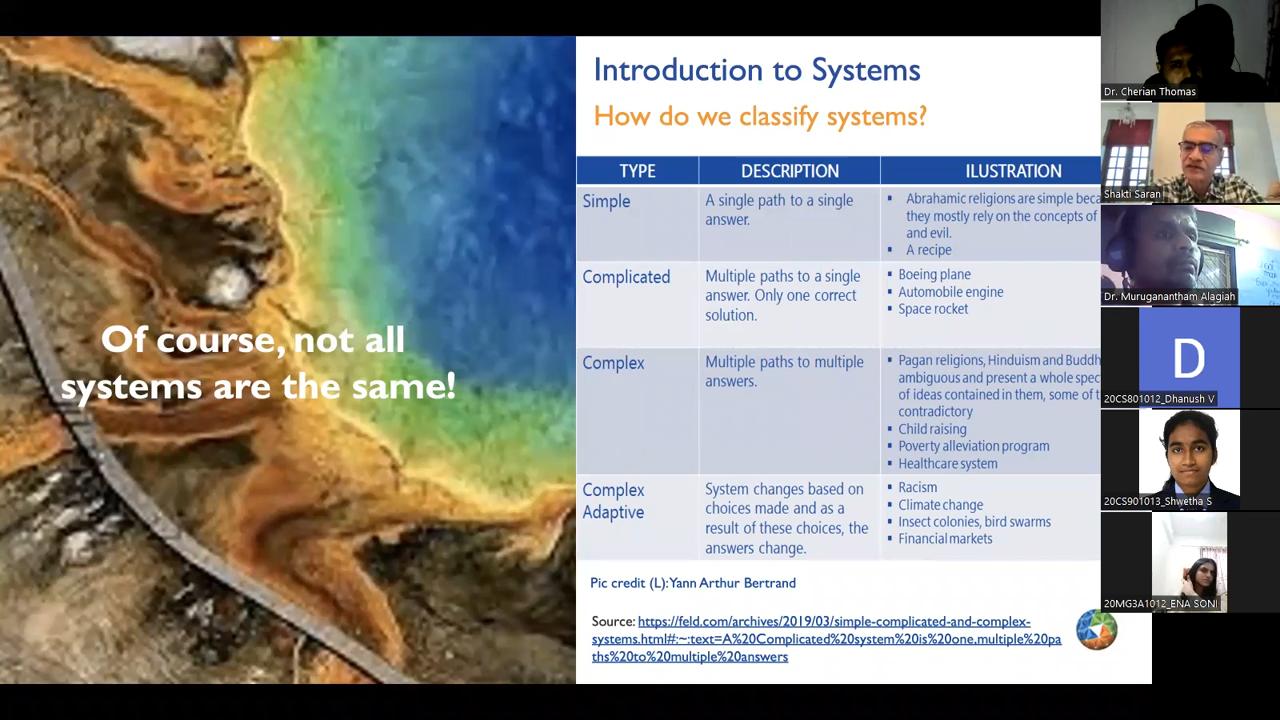 Of course, not all
systems are the same!
Introduction to Systems
How do we classify systems?
TYPE
DESCRIPTION
ILUSTRATION
Simple
A single path to a single
answer.
Abrahamic religions are simple
they mostly rely on the concepts of
and evil.
A recipe
Complicated
Multiple paths to a single
answer. Only one correct
solution.
Boeing plane
Automobile engine
Space rocket
Complex
Multiple paths to multiple
answers.
Pagan religions, Hinduism and
ambiguous and present a whole
of ideas contained in them, some of
contradictory
Child raising
Poverty alleviation program
Healthcare system
Complex
Adaptive
System changes based on
choices made and as a
result of these choices, the
answers change.
Racism
Climate change
Insect colonies, bird swarms
Financial markets
Pic credit (L): Yann Arthur Bertrand
Source: https://feld.com/archives/2019/03/simple-complicated-and-complex-
systems.html#:~:text=A%20Complicated%20system%20is%20one,multiple%20pa
ths%20to%20multiple%20answers
Dr. Cherian Thomas
Shakti Saran
Dr. Muruganantham Alagiah
D
20CS801012_Dhanush V
20CS901013_Shwetha S
20MG3A1012_ENA SONI